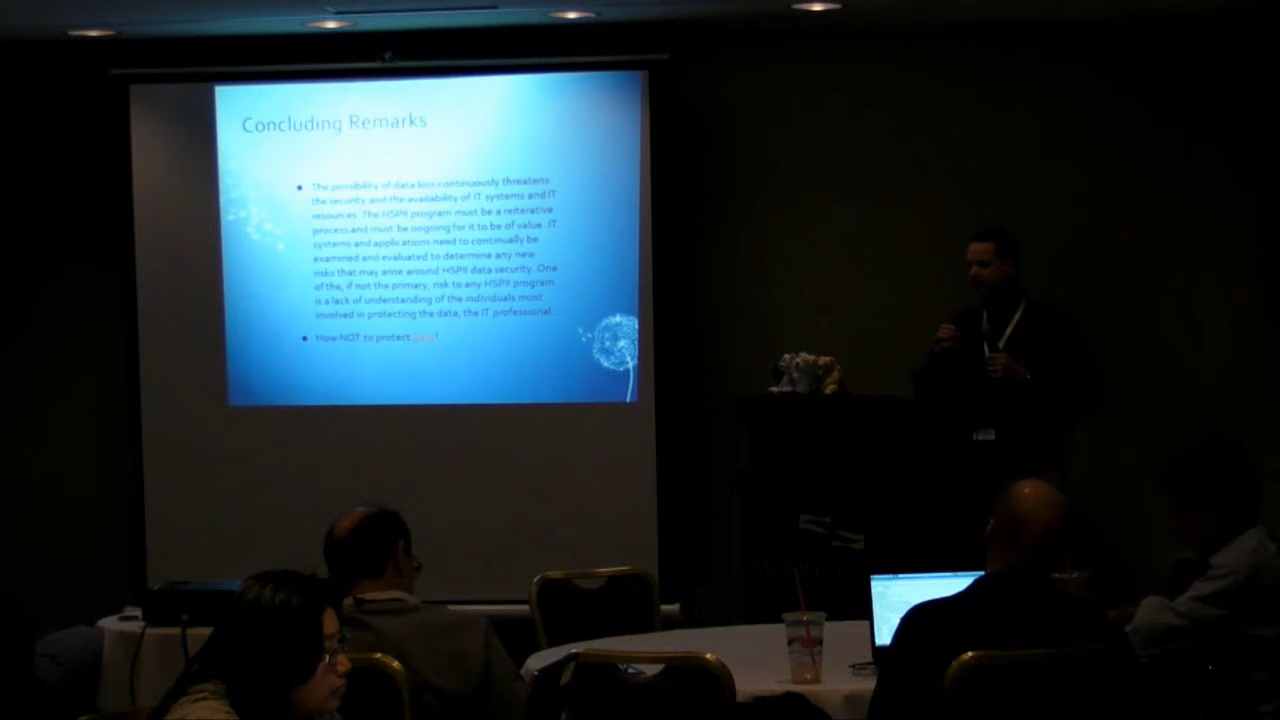 Concluding Remarks
The possibility of data loss continuously threatens
the security and the availability of IT systems and IT
resources. The HSPII program must be a reiterative
process and must be ongoing for it to be of value. IT
systems and applications need to continually be
examined and evaluated to determine any new
risks that may arise around HSPII data security. One
of the, if not the primary, risk to any HSPII program
is a lack of understanding of the individuals most
involved in protecting the data; the IT professional.
How NOT to protect